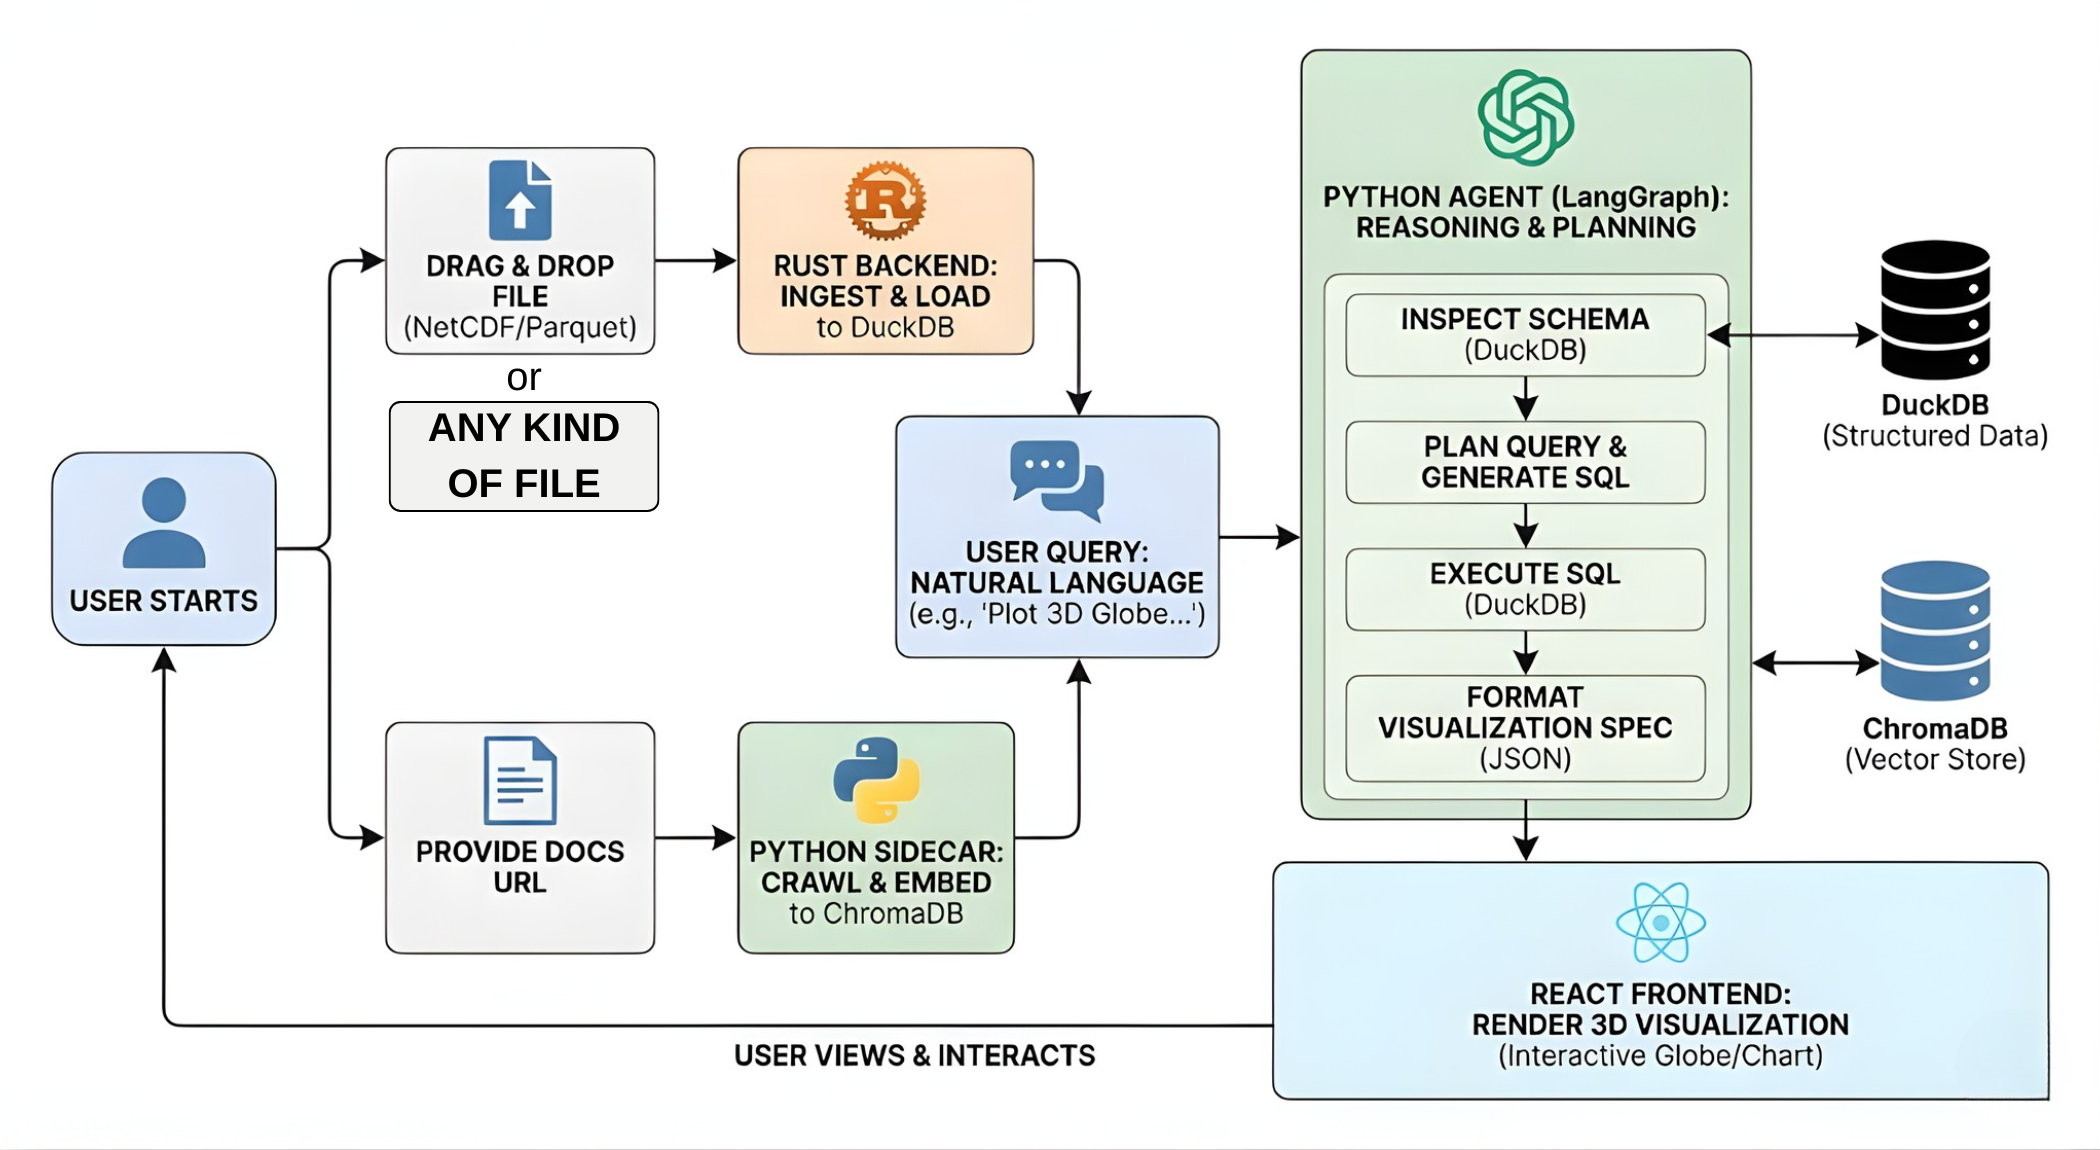 USER STARTS
DRAG & DROP
FILE
(NetCDF/Parquet)
or
ANY KIND
OF FILE
RUST BACKEND:
INGEST & LOAD
to DuckDB
PROVIDE DOCS
URL
PYTHON SIDECAR:
CRAWL & EMBED
to ChromaDB
USER QUERY:
NATURAL LANGUAGE
(e.g., 'Plot 3D Globe...')
PYTHON AGENT (LangGraph):
REASONING & PLANNING
INSPECT SCHEMA
(DuckDB)
PLAN QUERY &
GENERATE SQL
EXECUTE SQL
(DuckDB)
FORMAT
VISUALIZATION SPEC
(JSON)
DuckDB
(Structured Data)
ChromaDB
(Vector Store)
REACT FRONTEND:
RENDER 3D VISUALIZATION
(Interactive Globe/Chart)
USER VIEWS & INTERACTS